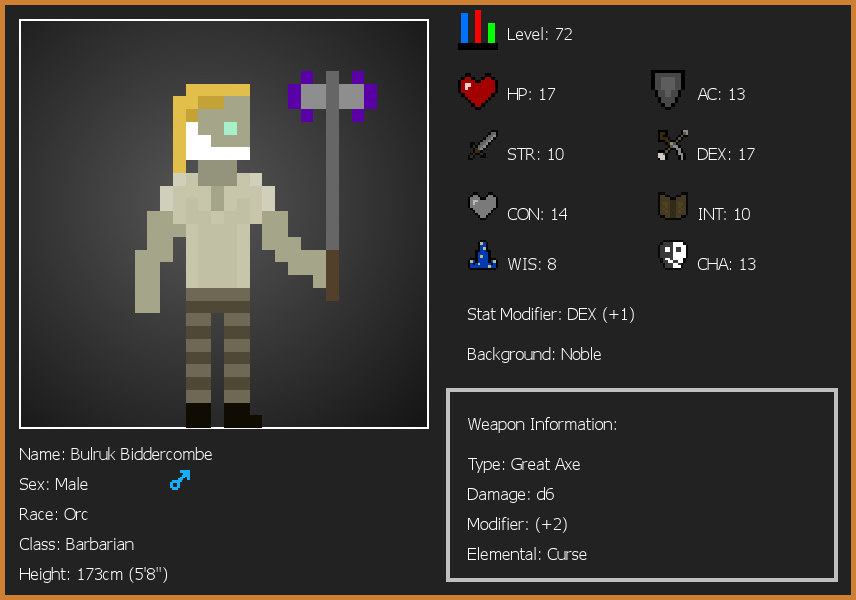 Level: 72
HP: 17
AC: 13
STR: 10
DEX: 17
CON: 14
INT: 10
WIS: 8
CHA: 13
Stat Modifier: DEX (+1)
Background: Noble
Weapon Information:
Type: Great Axe
Damage: d6
Modifier: (+2)
Elemental: Curse
Name: Bulruk Biddercombe
Sex: Male
Race: Orc
Class: Barbarian
Height: 173cm (5'8")